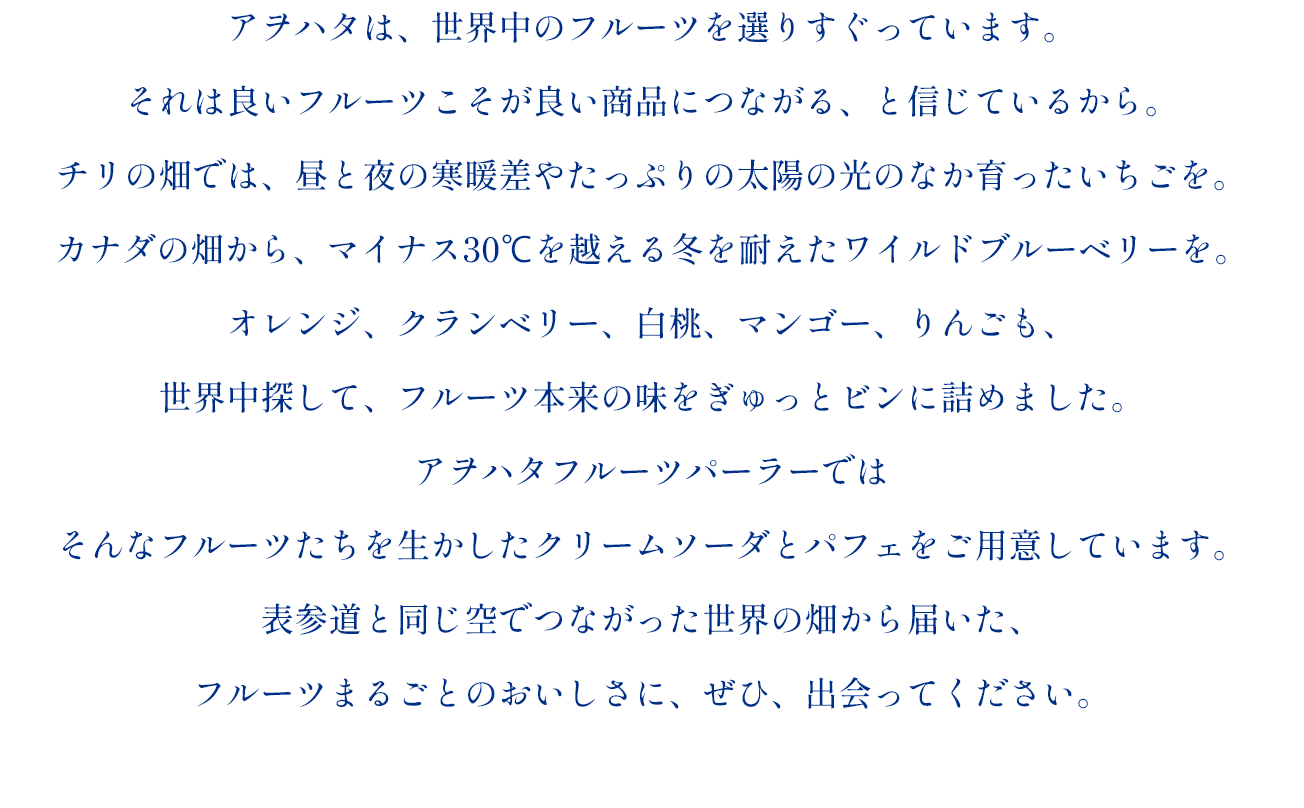 アヲハタは、世界中のフルーツを選りすぐっています。
それは良いフルーツこそが良い商品につながる、と信じているから。
チリの畑では、昼と夜の寒暖差やたっぷりの太陽の光のなか育ったいちごを。
カナダの畑から、マイナス30℃を越える冬を耐えたワイルドブルーベリーを。
オレンジ、クランベリー、白桃、マンゴー、りんごも、
世界中探して、フルーツ本来の味をぎゅっとビンに詰めました。
アヲハタフルーツパーラーでは
そんなフルーツたちを生かしたクリームソーダとパフェをご用意しています。
表参道と同じ空でつながった世界の畑から届いた、
フルーツまるごとのおいしさに、ぜひ、出会ってください。